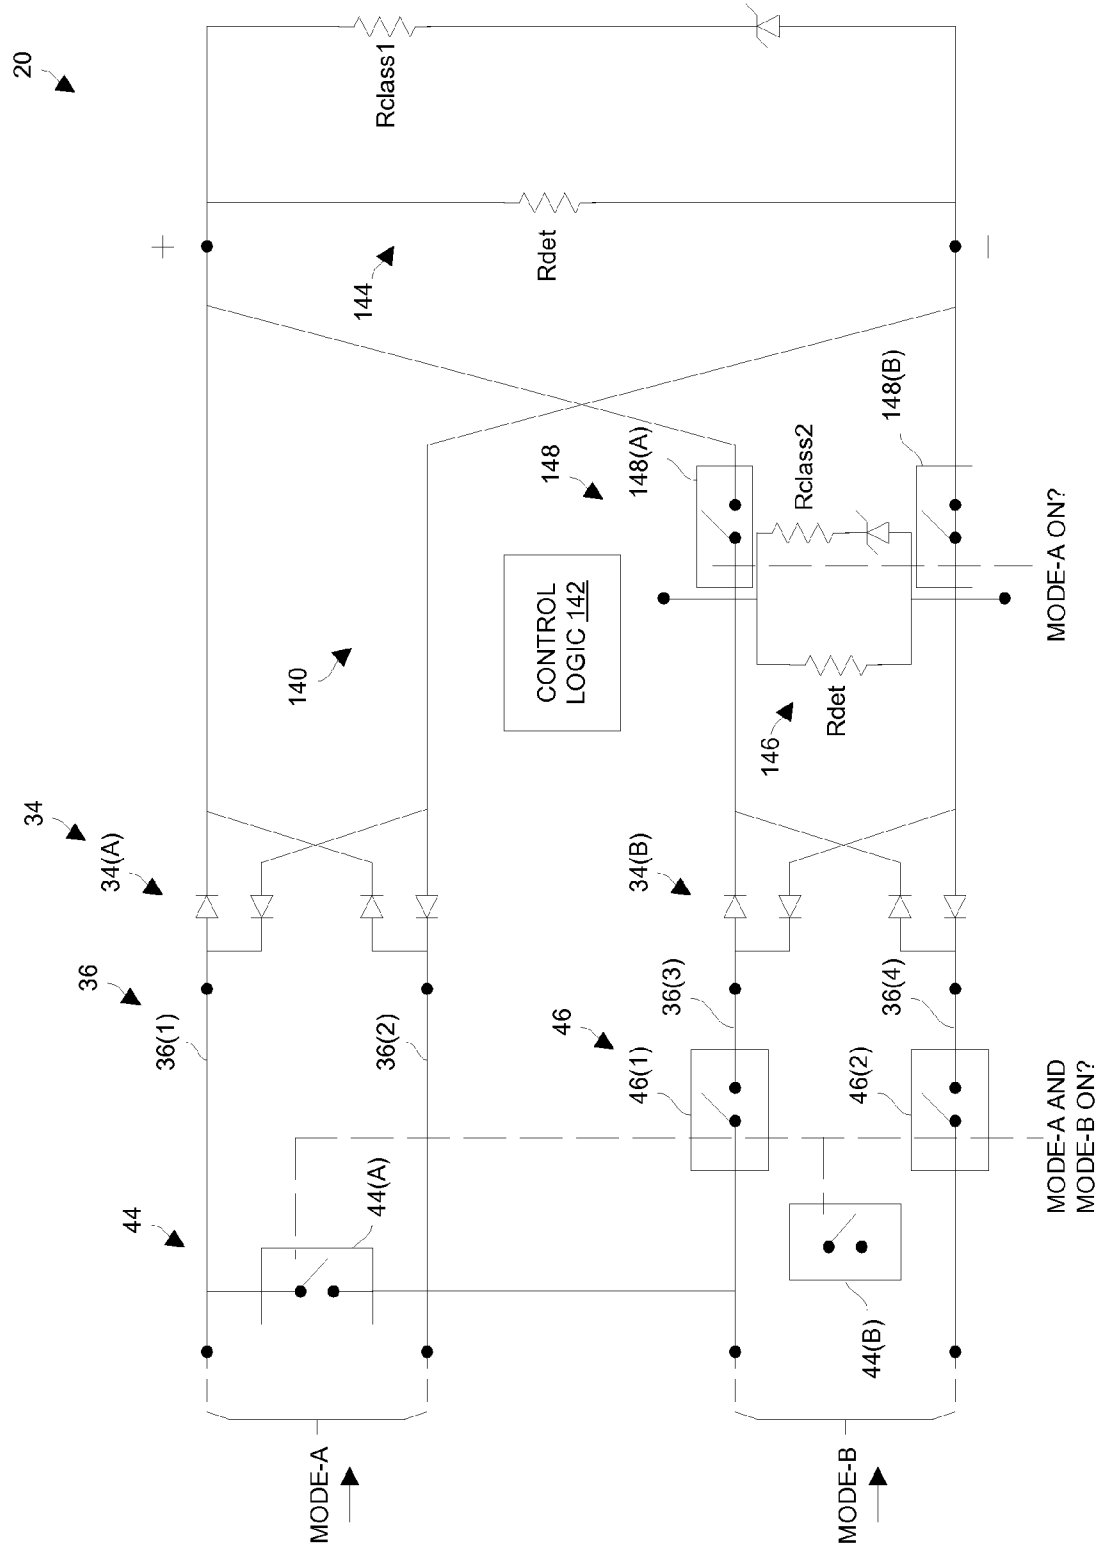 20
Rclass1
+
144
Rdet
−
148
148(A)
Rclass2
148(B)
MODE-A ON?
140
CONTROL
LOGIC 142
146
Rdet
34
34(A)
34(B)
36
36(1)
36(2)
36(3)
36(4)
46
46(1)
46(2)
MODE-A AND
MODE-B ON?
44
44(A)
44(B)
MODE-A
MODE-B